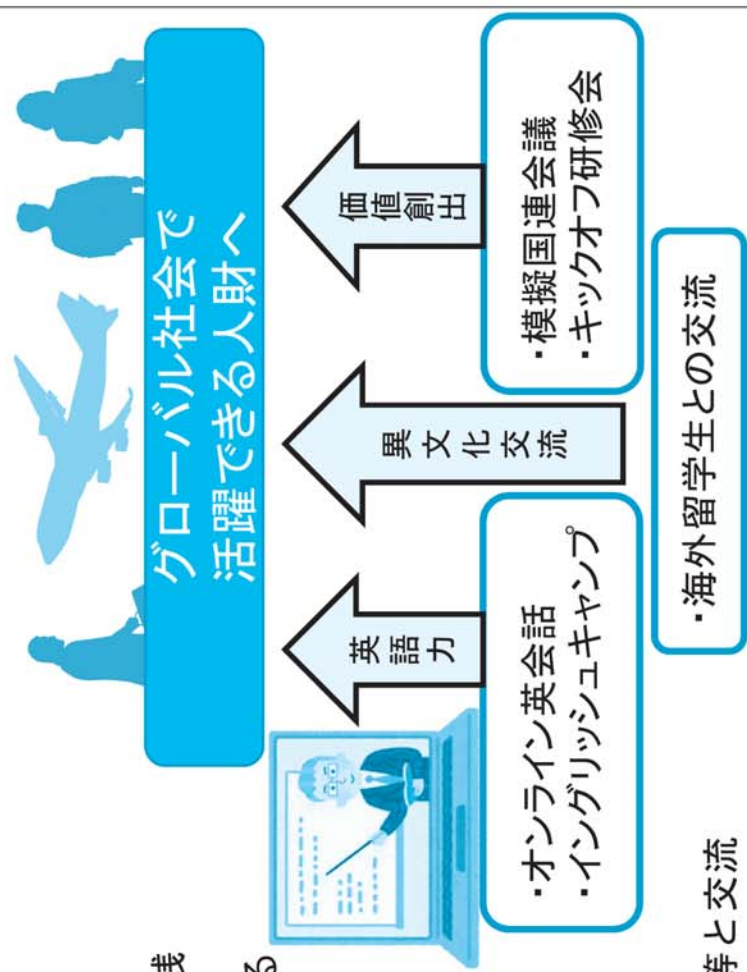 グローバル社会で
活躍できる人財へ
英語力
異文化交流
価値創出
・オンライン英会話
・イングリッシュキャンプ
・模擬国連会議
・キックオフ研修会
・海外留学生との交流
践
る
等と交流